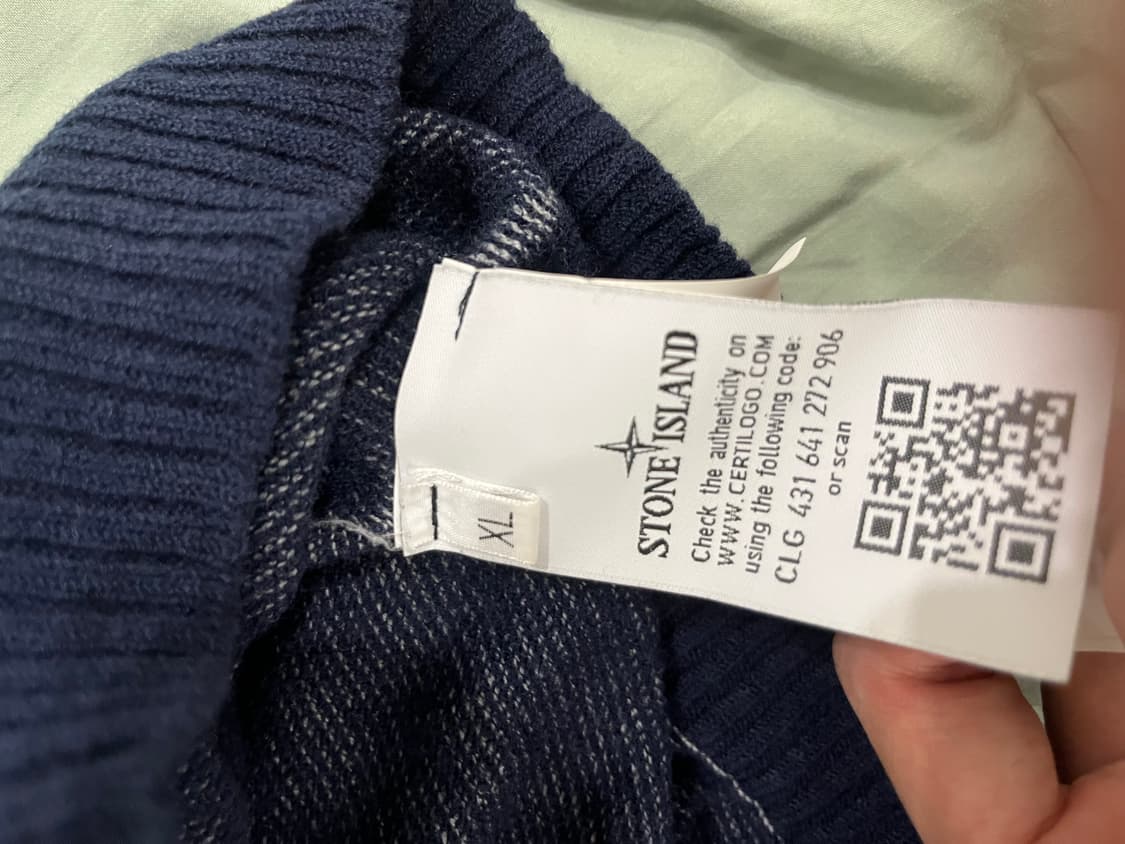 XL
STONE ISLAND
Check the authenticity on
WWW.CERTILOGO.COM
using the following code:
CLG 431 641 272 906
or scan